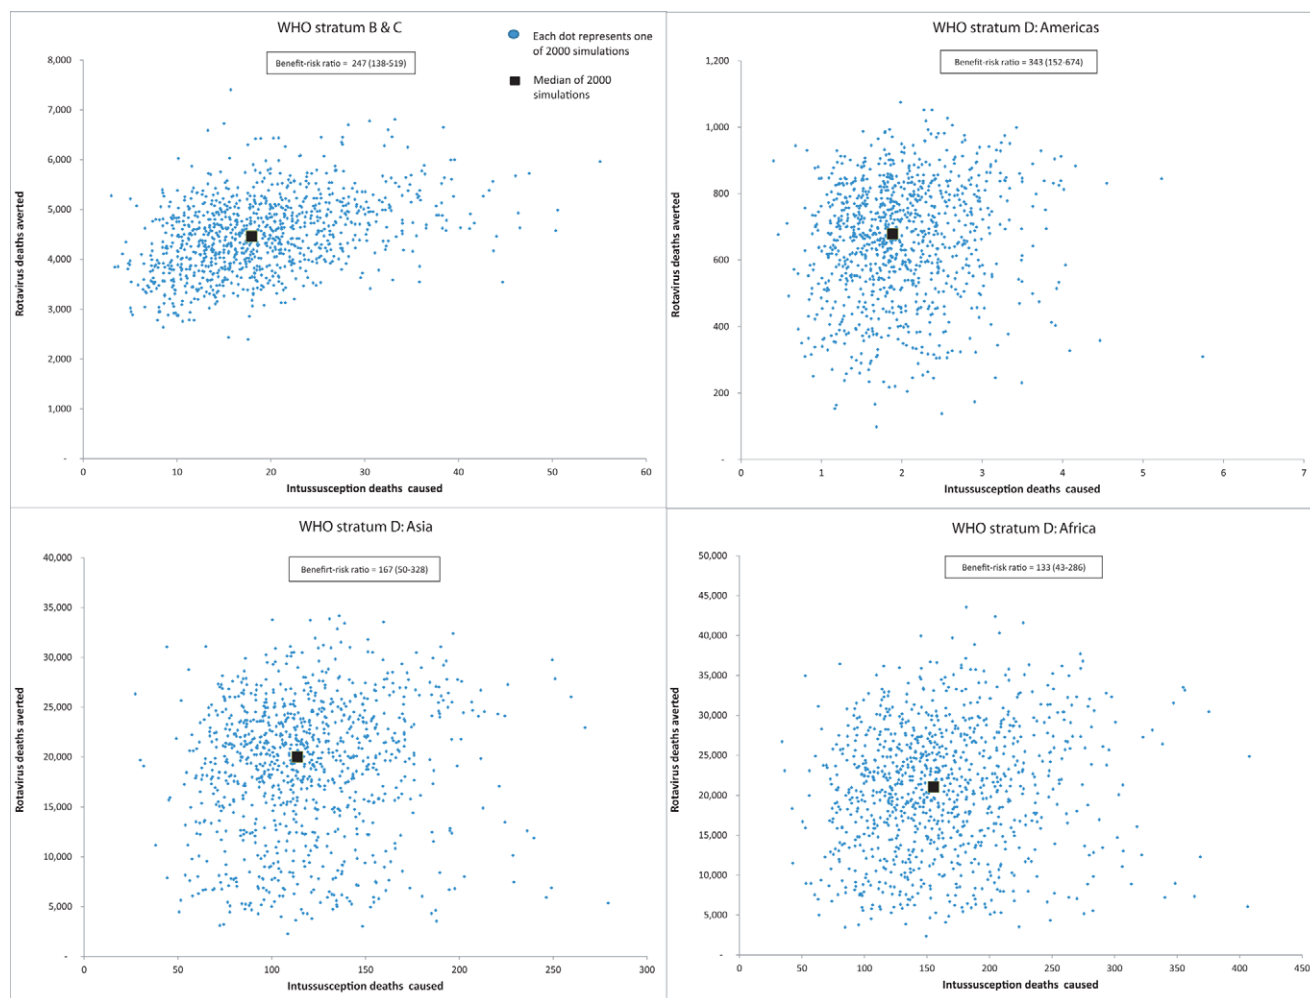 WHO stratum B & C
Benefit-risk ratio = 247 (138-519)
Each dot represents one
of 2000 simulations
Median of 2000
simulations
8,000
7,000
6,000
5,000
4,000
3,000
2,000
1,000
-
Rotavirus deaths averted
0 10 20 30 40 50 60
Intussusception deaths caused
WHO stratum D: Americas
Benefit-risk ratio = 343 (152-674)
1,200
1,000
800
600
400
200
-
Rotavirus deaths averted
0 1 2 3 4 5 6 7
Intussusception deaths caused
WHO stratum D: Asia
Benefirt-risk ratio = 167 (50-328)
40,000
35,000
30,000
25,000
20,000
15,000
10,000
5,000
-
Rotavirus deaths averted
0 50 100 150 200 250 300
Intussusception deaths caused
WHO stratum D: Africa
Benefit-risk ratio = 133 (43-286)
50,000
45,000
40,000
35,000
30,000
25,000
20,000
15,000
10,000
5,000
-
Rotavirus deaths averted
0 50 100 150 200 250 300 350 400 450
Intussusception deaths caused